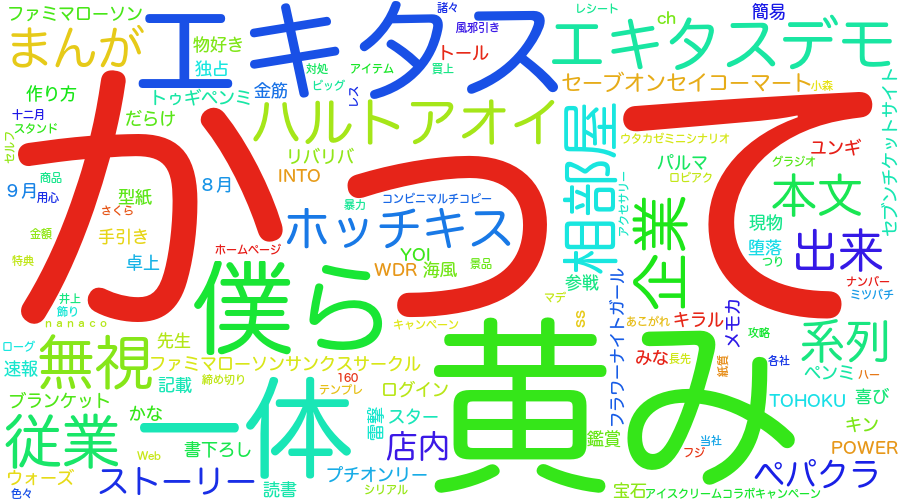 ファミマローソン
諸々
風邪引き
レシート
ch
簡易
まんが
エキタス
エキタスデモ
物好き
独占
対処
アイテム
トール
買上
セーブオンセイコーマート
小森
作り方
トゥギペンミ
金筋
ビッグ
レス
十二月
スタンド
だらけ
ハルトアオイ
セルフ
リバリバ
ウタカゼミニシナリオ
ユンギ
セブンチケットサイト
かって
相部屋
パルマ
グラジオ
ロビアク
INTO
9月
商品
用心
型紙
8月
暴力
コンビニマルチコピー
アクセサリー
企業
本文
さくら
ホッチキス
現物
金額
手引き
ホームページ
出来
堕落
つり
特典
卓上
YOI
WDR
海風
景品
参戦
ナンバー
ミツバチ
井上
飾り
nanaco
僕ら
マデ
フラワーナイトガール
ss
あこがれ
キラル
メモカ
攻略
系列
キャンペーン
黄み
ローグ
速報
無視
先生
ファミマローソンサンクスサークル
締め切り
160
テンプレ
みな
長先
紙質
各社
ペンミ
ハー
記載
ログイン
ブランケット
かな
一体
TOHOKU
喜び
従業
雷撃
スター
書下ろし
店内
鑑賞
当社
フジ
キン
POWER
Web
ウォーズ
色々
ストーリー
読書
プチオンリー
シリアル
宝石
アイスクリームコラボキャンペーン
ペパクラ